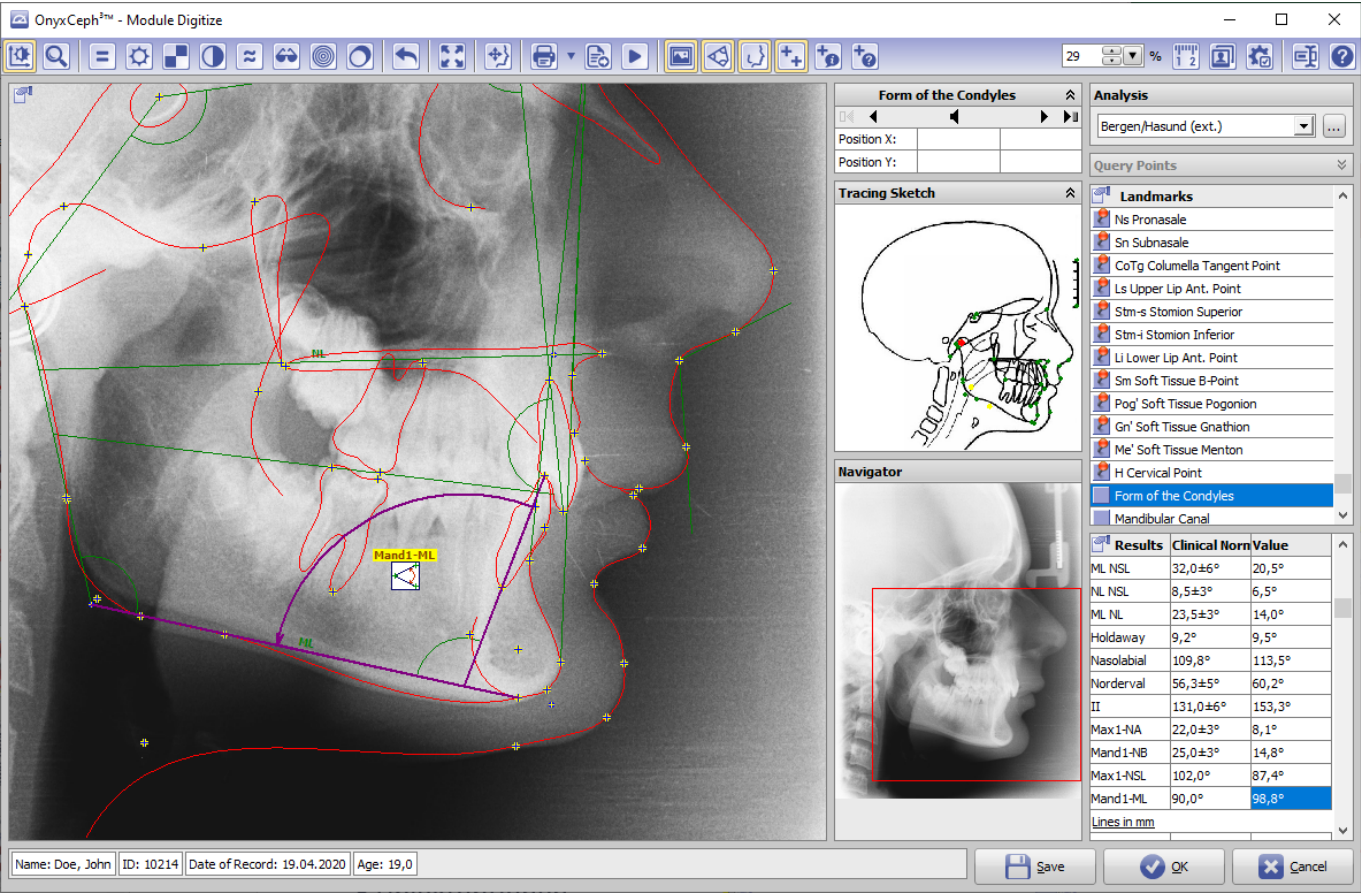 OnyxCeph³™ - Module Digitize
29 %
Form of the Condyles
Position X:
Position Y:
Tracing Sketch
Navigator
Analysis
Bergen/Hasund (ext.)
...
Query Points
Landmarks
Ns Pronasale
Sn Subnasale
CoTg Columella Tangent Point
Ls Upper Lip Ant. Point
Stm-s Stomion Superior
Stm-i Stomion Inferior
Li Lower Lip Ant. Point
Sm Soft Tissue B-Point
Pog' Soft Tissue Pogonion
Gn' Soft Tissue Gnathion
Me' Soft Tissue Menton
H Cervical Point
Form of the Condyles
Mandibular Canal
Results Clinical Norn Value
ML NSL 32,0±6° 20,5°
NL NSL 8,5±3° 6,5°
ML NL 23,5±3° 14,0°
Holdaway 9,2° 9,5°
Nasolabial 109,8° 113,5°
Norderval 56,3±5° 60,2°
II 131,0±6° 153,3°
Max1-NA 22,0±3° 8,1°
Mand1-NB 25,0±3° 14,8°
Max1-NSL 102,0° 87,4°
Mand1-ML 90,0° 98,8°
Lines in mm
NL
Mand1-ML
ML
Name: Doe, John ID: 10214 Date of Record: 19.04.2020 Age: 19,0
Save OK Cancel